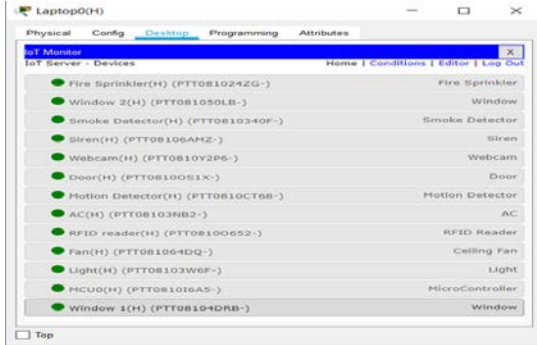 Laptop0(H)
Physical Config Desktop Programming Attributes
IoT Monitor X
IoT Server - Devices Home | Conditions | Editor | Log Out
Fire Sprinkler(H) (PTT081024ZG-) Fire Sprinkler
Window 2(H) (PTT081050LB-) Window
Smoke Detector(H) (PTT0810340F-) Smoke Detector
Siren(H) (PTT08106AMZ-) Siren
Webcam(H) (PTT0810Y2P6-) Webcam
Door(H) (PTT0810OS1X-) Door
Motion Detector(H) (PTT0810CT68-) Motion Detector
AC(H) (PTT08103NB2-) AC
RFID reader(H) (PTT0810O652-) RFID Reader
Fan(H) (PTT081064DQ-) Ceiling Fan
Light(H) (PTT08103W6F-) Light
MCU0(H) (PTT0810I6A5-) MicroController
Window 1(H) (PTT08104DRB-) Window
Top